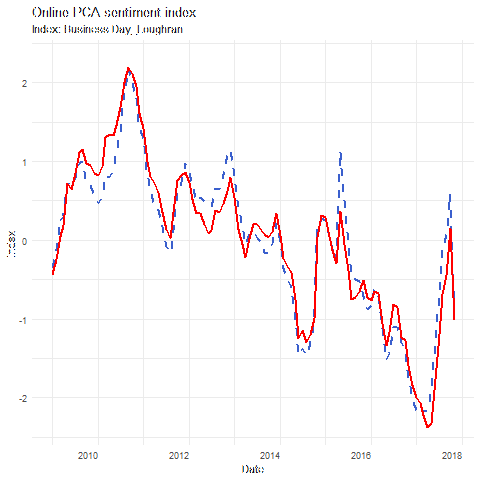 Online PCA sentiment index
Index: Business Day, Loughran
2
1
0
-1
-2
Index
2010
2012
2014
2016
2018
Date